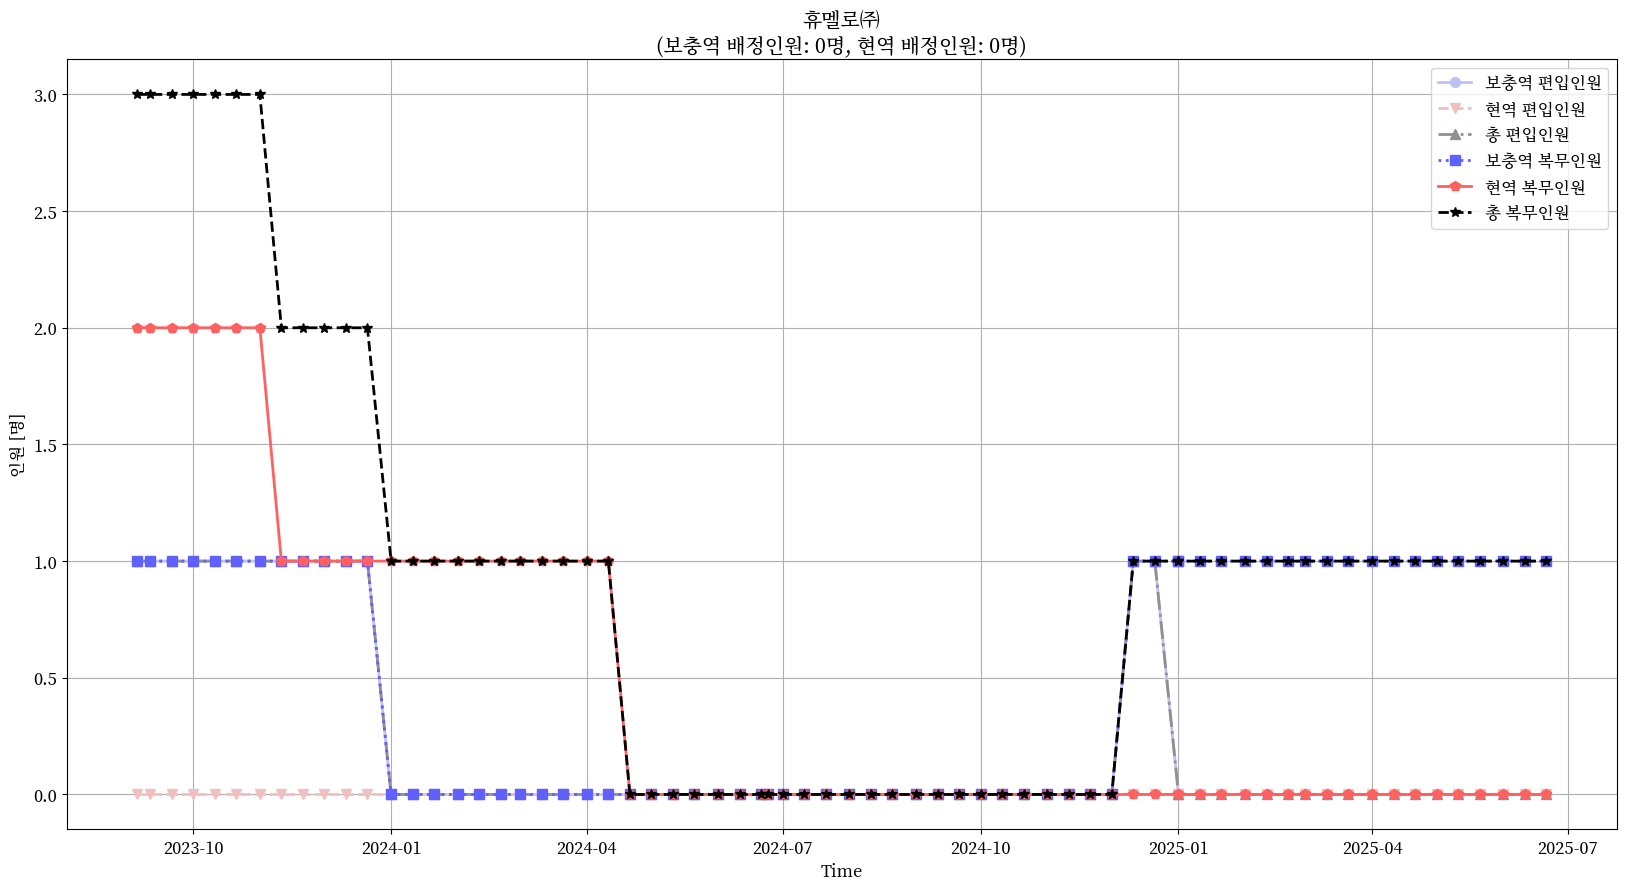 휴멜로㈜
(보충역 배정인원: 0명, 현역 배정인원: 0명)
보충역 편입인원
현역 편입인원
총 편입인원
보충역 복무인원
현역 복무인원
총 복무인원
인원 [명]
3.0
2.5
2.0
1.5
1.0
0.5
0.0
2023-10
2024-01
2024-04
2024-07
2024-10
2025-01
2025-04
2025-07
Time